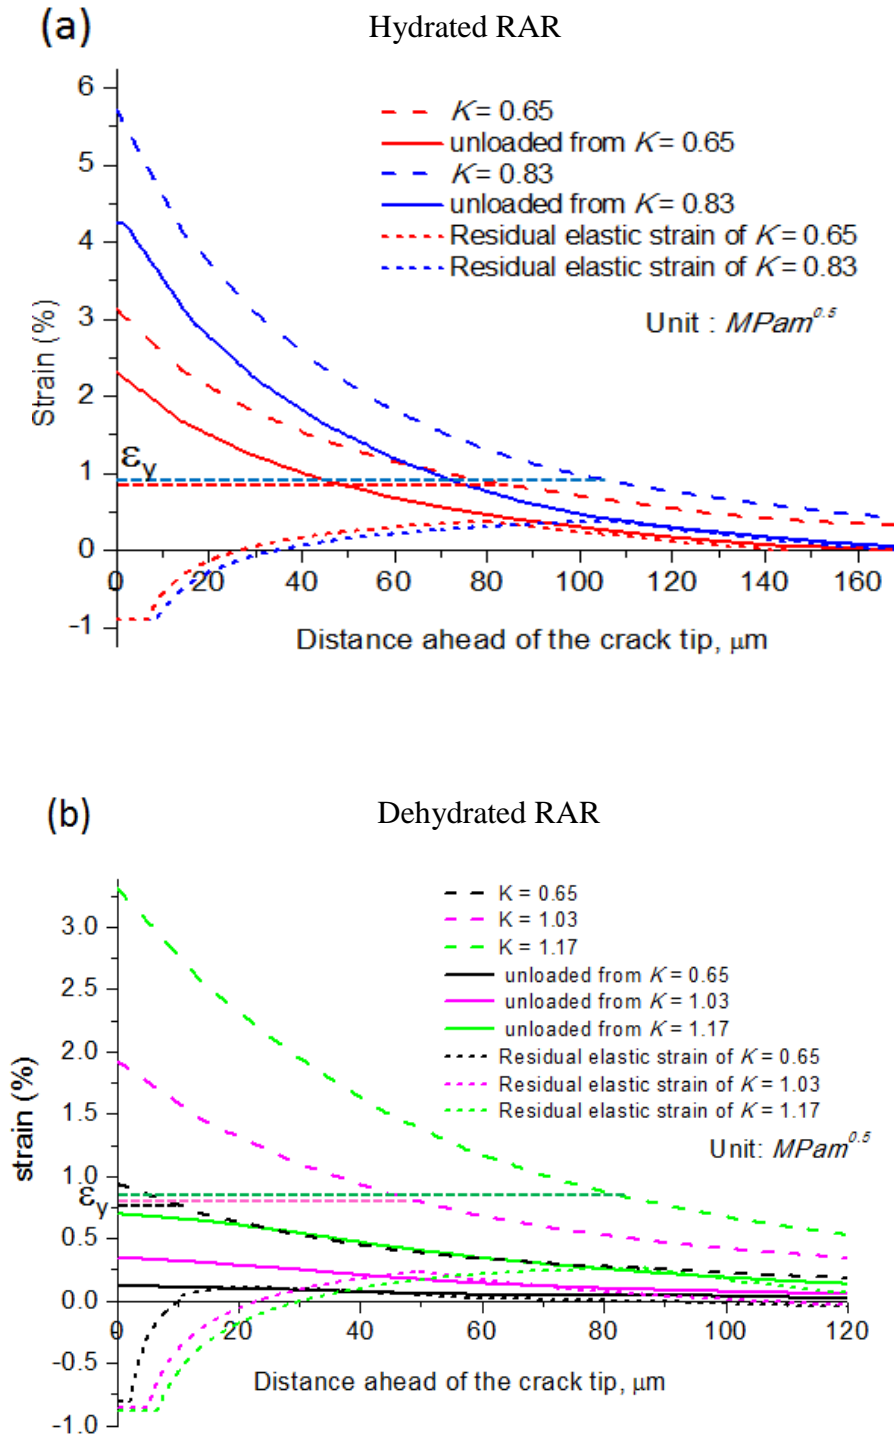 (a)
Hydrated RAR
6
5
4
3
2
1
0
-1
Strain (%)
εy
K = 0.65
unloaded from K = 0.65
K = 0.83
unloaded from K = 0.83
Residual elastic strain of K = 0.65
Residual elastic strain of K = 0.83
Unit : MPam^0.5
0 20 40 60 80 100 120 140 160
Distance ahead of the crack tip, μm
(b)
Dehydrated RAR
3.0
2.5
2.0
1.5
1.0
0.5
0.0
-0.5
-1.0
strain (%)
εy
K = 0.65
K = 1.03
K = 1.17
unloaded from K = 0.65
unloaded from K = 1.03
unloaded from K = 1.17
Residual elastic strain of K = 0.65
Residual elastic strain of K = 1.03
Residual elastic strain of K = 1.17
Unit: MPam^0.5
0 20 40 60 80 100 120
Distance ahead of the crack tip, μm